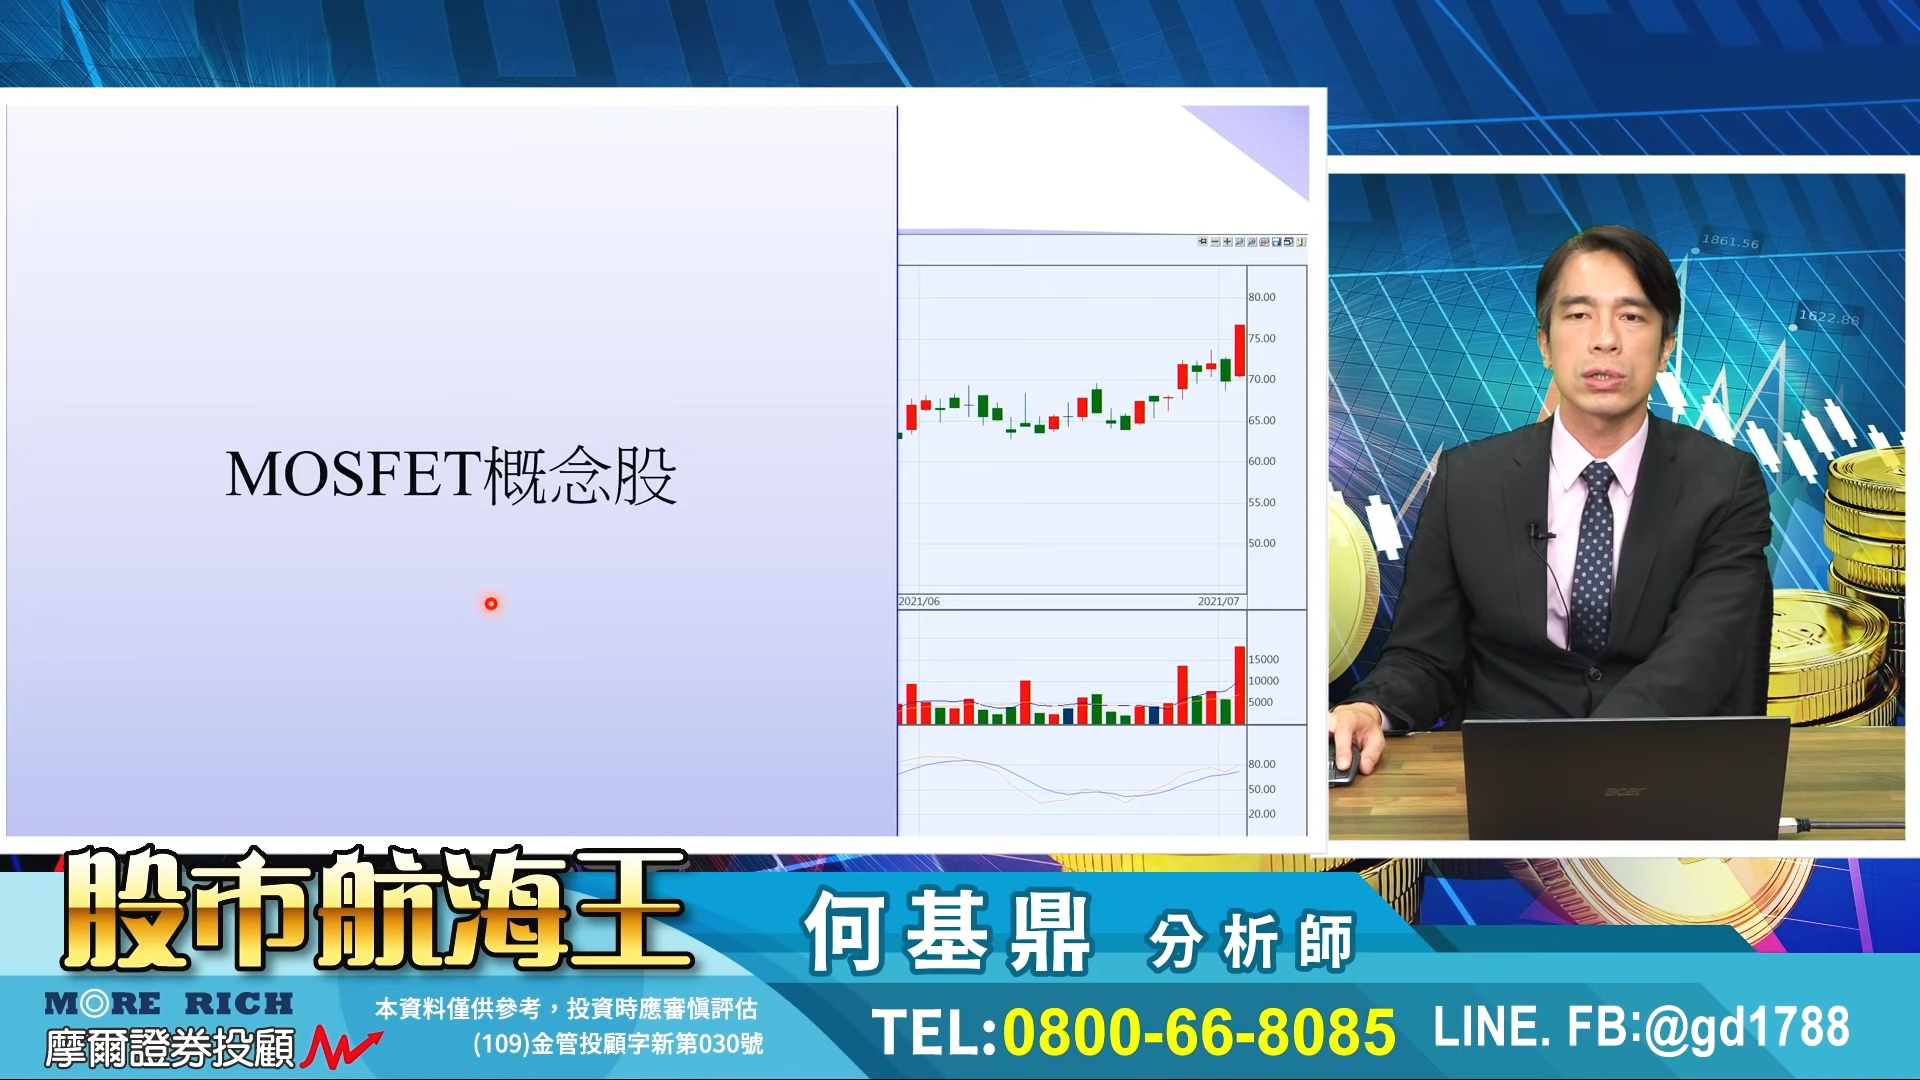 MOSFET概念股
80.00
75.00
70.00
65.00
60.00
55.00
50.00
2021/06
2021/07
15000
10000
5000
80.00
50.00
20.00
1861.56
1622.88
acer
股市航海王
何基鼎 分析師
MORE RICH
摩爾證券投顧
本資料僅供參考，投資時應審慎評估
(109)金管投顧字新第030號
TEL:0800-66-8085
LINE. FB:@gd1788